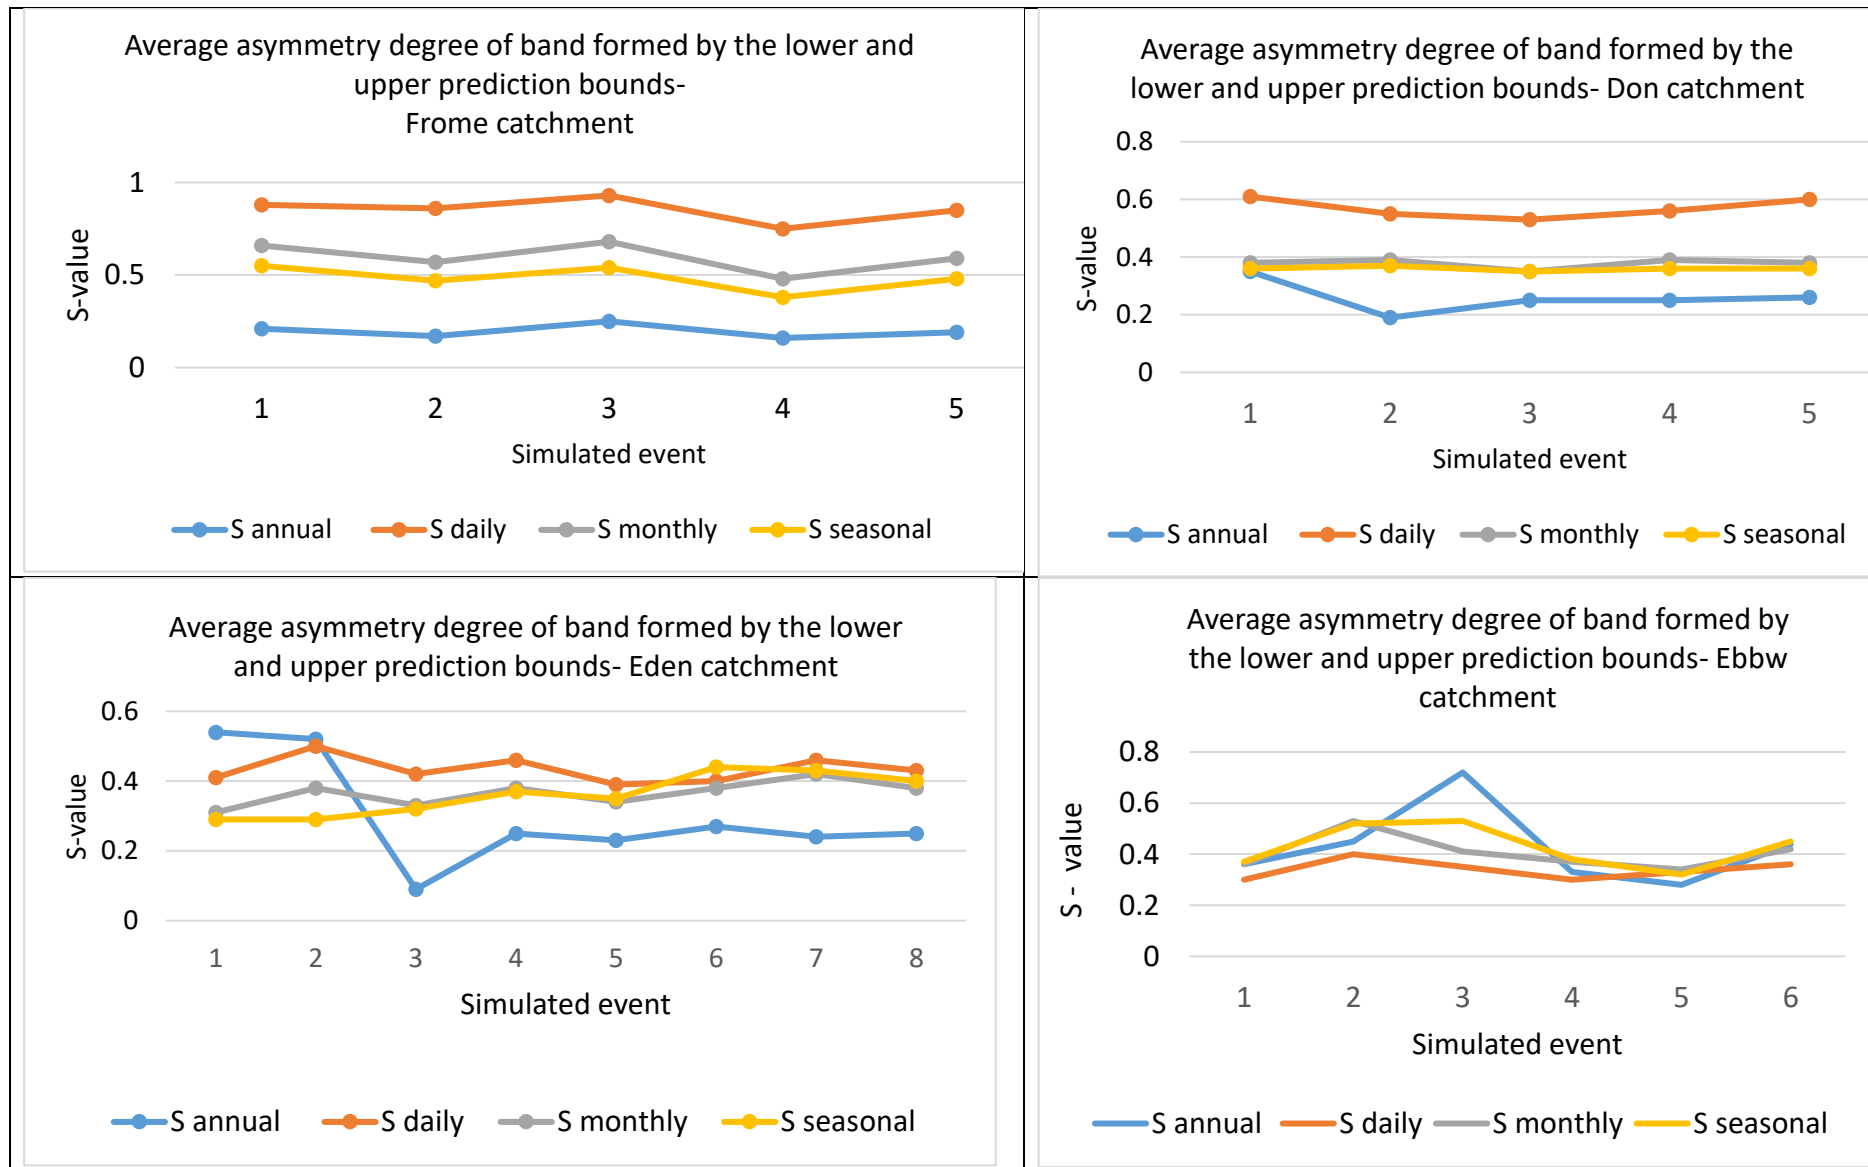 Average asymmetry degree of band formed by the lower and
upper prediction bounds-
Frome catchment
1
0.5
0
S-value
1 2 3 4 5
Simulated event
S annual S daily S monthly S seasonal
Average asymmetry degree of band formed by the
lower and upper prediction bounds- Don catchment
0.8
0.6
0.4
0.2
0
S-value
1 2 3 4 5
Simulated event
S annual S daily S monthly S seasonal
Average asymmetry degree of band formed by the lower
and upper prediction bounds- Eden catchment
0.6
0.4
0.2
0
S-value
1 2 3 4 5 6 7 8
Simulated event
S annual S daily S monthly S seasonal
Average asymmetry degree of band formed by
the lower and upper prediction bounds- Ebbw
catchment
0.8
0.6
0.4
0.2
0
S - value
1 2 3 4 5 6
Simulated event
S annual S daily S monthly S seasonal